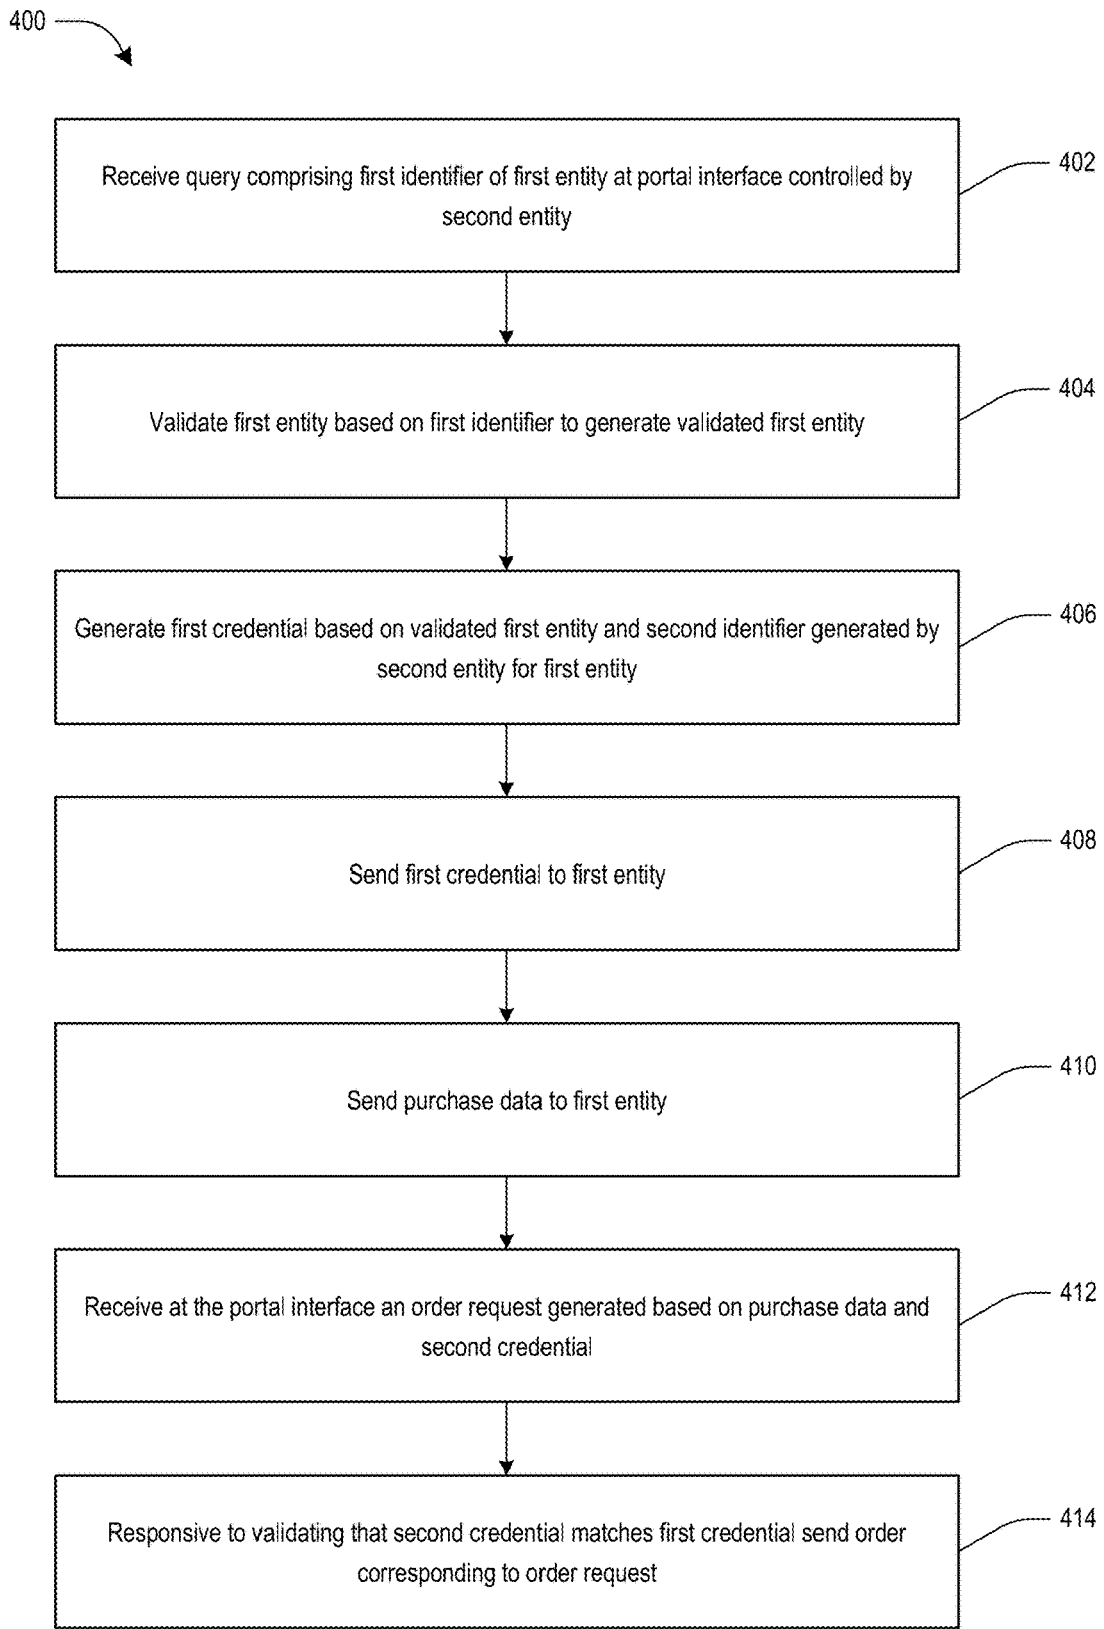 400
Receive query comprising first identifier of first entity at portal interface controlled by
second entity
402
Validate first entity based on first identifier to generate validated first entity
404
Generate first credential based on validated first entity and second identifier generated by
second entity for first entity
406
Send first credential to first entity
408
Send purchase data to first entity
410
Receive at the portal interface an order request generated based on purchase data and
second credential
412
Responsive to validating that second credential matches first credential send order
corresponding to order request
414